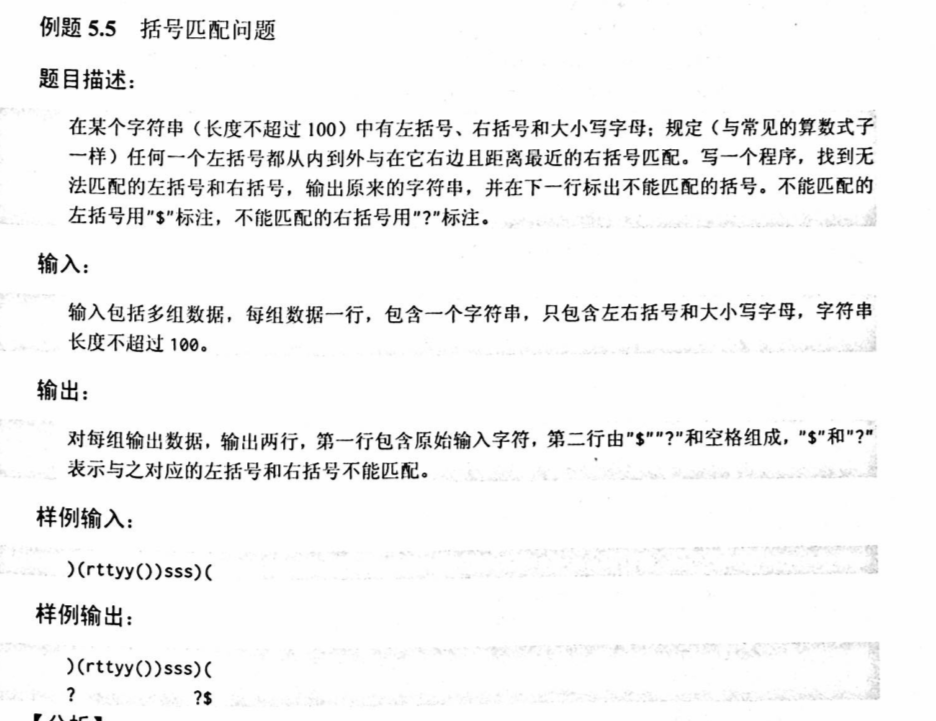 例题 5.5 括号匹配问题
题目描述：
在某个字符串（长度不超过 100）中有左括号、右括号和大小写字母；规定（与常见的算数式子
一样）任何一个左括号都从内到外与在它右边且距离最近的右括号匹配。写一个程序，找到无
法匹配的左括号和右括号，输出原来的字符串，并在下一行标出不能匹配的括号。不能匹配的
左括号用"$"标注，不能匹配的右括号用"?"标注。
输入：
输入包括多组数据，每组数据一行，包含一个字符串，只包含左右括号和大小写字母，字符串
长度不超过 100。
输出：
对每组输出数据，输出两行，第一行包含原始输入字符，第二行由"$""?"和空格组成，"$"和"?"
表示与之对应的左括号和右括号不能匹配。
样例输入：
)(rttyy())sss)(
样例输出：
)(rttyy())sss)(
?            ?$
【分析】